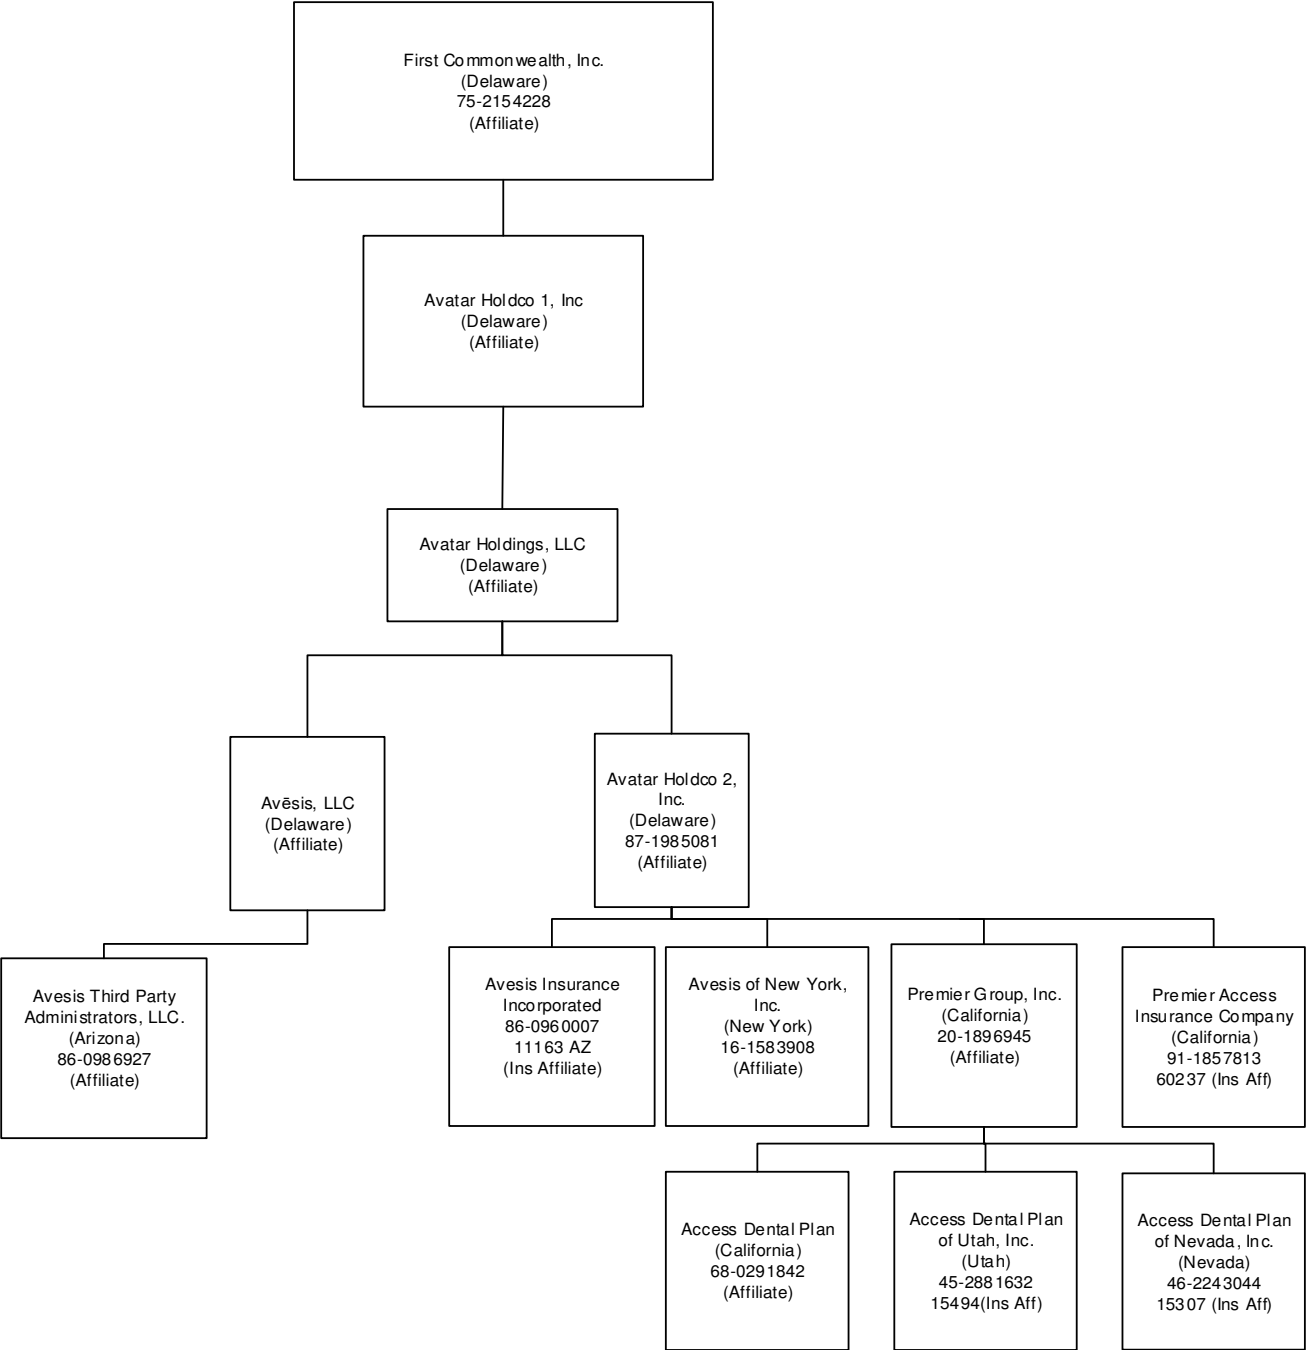 First Commonwealth, Inc.
(Delaware)
75-2154228
(Affiliate)
Avatar Holdco 1, Inc
(Delaware)
(Affiliate)
Avatar Holdings, LLC
(Delaware)
(Affiliate)
Avēsis, LLC
(Delaware)
(Affiliate)
Avatar Holdco 2,
Inc.
(Delaware)
87-1985081
(Affiliate)
Avesis Third Party
Administrators, LLC.
(Arizona)
86-0986927
(Affiliate)
Avesis Insurance
Incorporated
86-0960007
11163 AZ
(Ins Affiliate)
Avesis of New York,
Inc.
(New York)
16-1583908
(Affiliate)
Premier Group, Inc.
(California)
20-1896945
(Affiliate)
Premier Access
Insurance Company
(California)
91-1857813
60237 (Ins Aff)
Access Dental Plan
(California)
68-0291842
(Affiliate)
Access Dental Plan
of Utah, Inc.
(Utah)
45-2881632
15494(Ins Aff)
Access Dental Plan
of Nevada, Inc.
(Nevada)
46-2243044
15307 (Ins Aff)